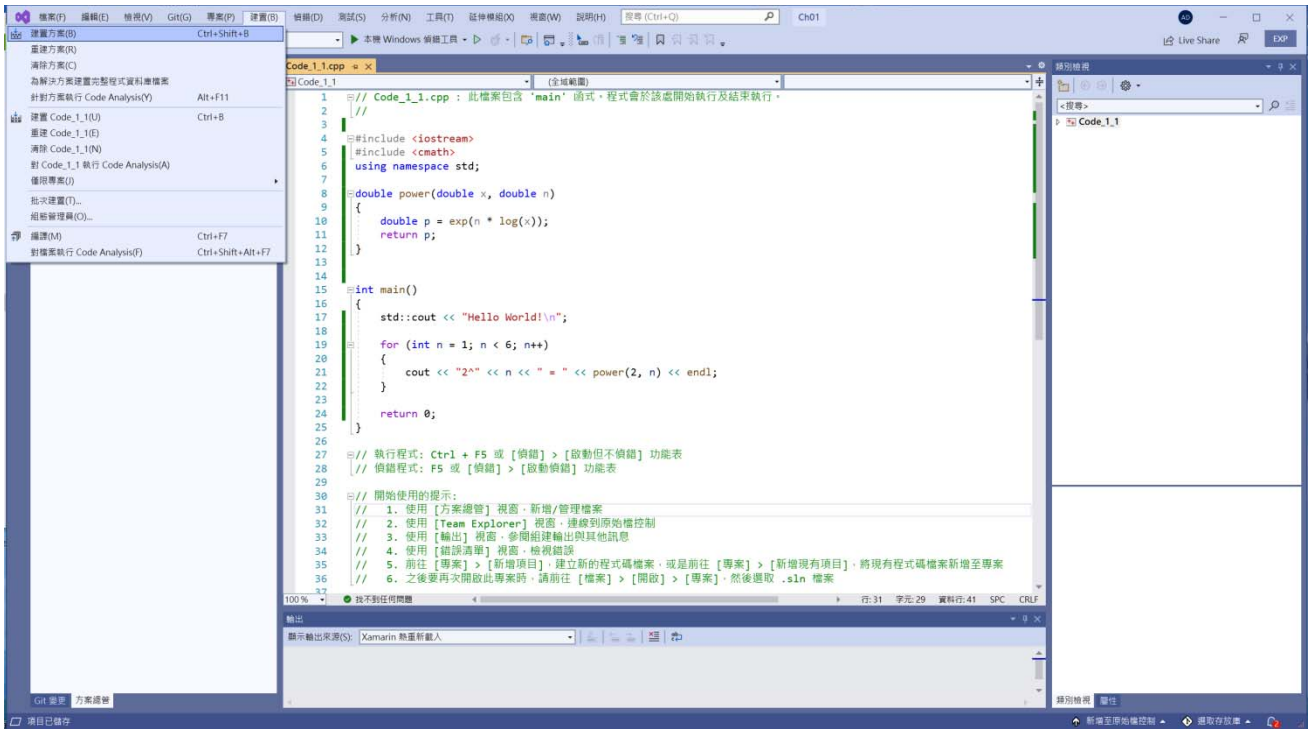 檔案(F) 編輯(E) 檢視(V) Git(G) 專案(P) 建置(B) 偵錯(D) 測試(S) 分析(N) 工具(T) 延伸模組(X) 視窗(W) 說明(H) 搜尋 (Ctrl+Q) Ch01 AD
建置方案(B) Ctrl+Shift+B
重建方案(R)
清除方案(C)
為解決方案建置完整程式資料庫檔案
針對方案執行 Code Analysis(Y) Alt+F11
建置 Code_1_1(U) Ctrl+B
重建 Code_1_1(E)
清除 Code_1_1(N)
對 Code_1_1 執行 Code Analysis(A)
僅限專案(J)
批次建置(T)...
組態管理員(O)...
編譯(M) Ctrl+F7
對檔案執行 Code Analysis(F) Ctrl+Shift+Alt+F7
本機 Windows 偵錯工具
Live Share
EXP
Code_1_1.cpp
Code_1_1 (全域範圍)
1 // Code_1_1.cpp : 此檔案包含 'main' 函式。程式會於該處開始執行及結束執行。
2 //
3
4 #include <iostream>
5 #include <cmath>
6 using namespace std;
7
8 double power(double x, double n)
9 {
10 double p = exp(n * log(x));
11 return p;
12 }
13
14
15 int main()
16 {
17 std::cout << "Hello World!\n";
18
19 for (int n = 1; n < 6; n++)
20 {
21 cout << "2^" << n << " = " << power(2, n) << endl;
22 }
23
24 return 0;
25 }
26
27 // 執行程式: Ctrl + F5 或 [偵錯] > [啟動但不偵錯] 功能表
28 // 偵錯程式: F5 或 [偵錯] > [啟動偵錯] 功能表
29
30 // 開始使用的提示:
31 // 1. 使用 [方案總管] 視窗，新增/管理檔案
32 // 2. 使用 [Team Explorer] 視窗，連線到原始檔控制
33 // 3. 使用 [輸出] 視窗，參閱組建輸出與其他訊息
34 // 4. 使用 [錯誤清單] 視窗，檢視錯誤
35 // 5. 前往 [專案] > [新增項目]，建立新的程式碼檔案，或是前往 [專案] > [新增現有項目]，將現有程式碼檔案新增至專案
36 // 6. 之後要再次開啟此專案時，請前往 [檔案] > [開啟] > [專案]，然後選取 .sln 檔案
37
100 % 找不到任何問題 行: 31 字元: 29 資料行: 41 SPC CRLF
輸出
顯示輸出來源(S): Xamarin 熱重新載入
類別檢視
<搜尋>
Code_1_1
Git 變更 方案總管
類別檢視 屬性
項目已儲存
新增至原始檔控制 選取存放庫 2